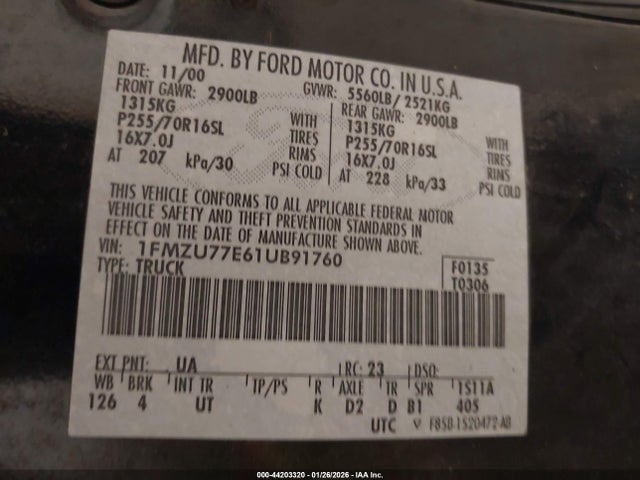 MFD. BY FORD MOTOR CO. IN U.S.A.
DATE: 11/00 GVWR: 5560LB/ 2521KG
FRONT GAWR: 2900LB REAR GAWR: 2900LB
1315KG WITH 1315KG WITH
P255/70R16SL TIRES P255/70R16SL TIRES
16X7.0J RIMS 16X7.0J RIMS
AT 207 kPa/30 PSI COLD AT 228 kPa/33 PSI COLD
THIS VEHICLE CONFORMS TO ALL APPLICABLE FEDERAL MOTOR
VEHICLE SAFETY AND THEFT PREVENTION STANDARDS IN
EFFECT ON THE DATE OF MANUFACTURE SHOWN ABOVE.
VIN: 1FMZU77E61UB91760 F0135
TYPE: TRUCK T0306
EXT PNT: UA RC: 23 DSO:
WB BRK INT TR TP/PS R AXLE TR SPR 1S11A
126 4 UT K D2 D B1 405
UTC F85B-1520472-AB
000-44203320 | 01/26/2026 | IAA Inc.